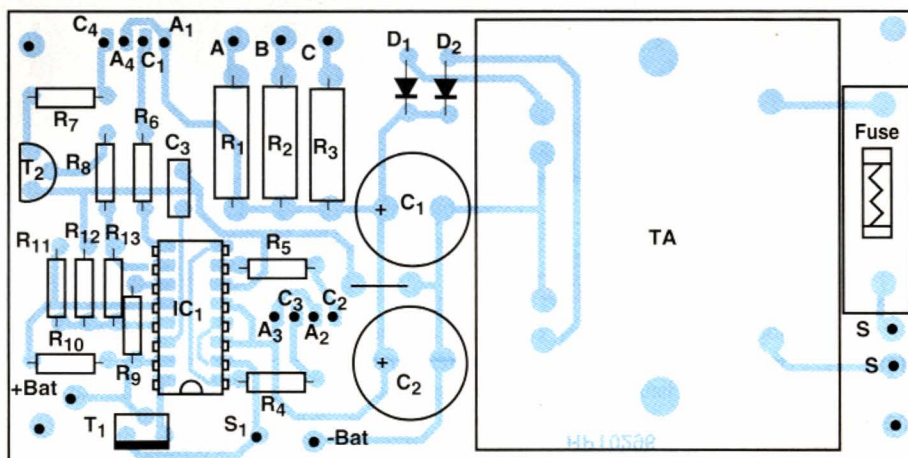 C4 A4 C1 A1 A B C D1 D2
R7 R6
Fuse
T2 R8 C3 R1 R2 R3
+ C1
TA
R11 R12 R13 R5
IC1
C3 C2
A3 A2
S
R10 R9 + C2
S
+Bat R4
T1 S1 -Bat
HP10296